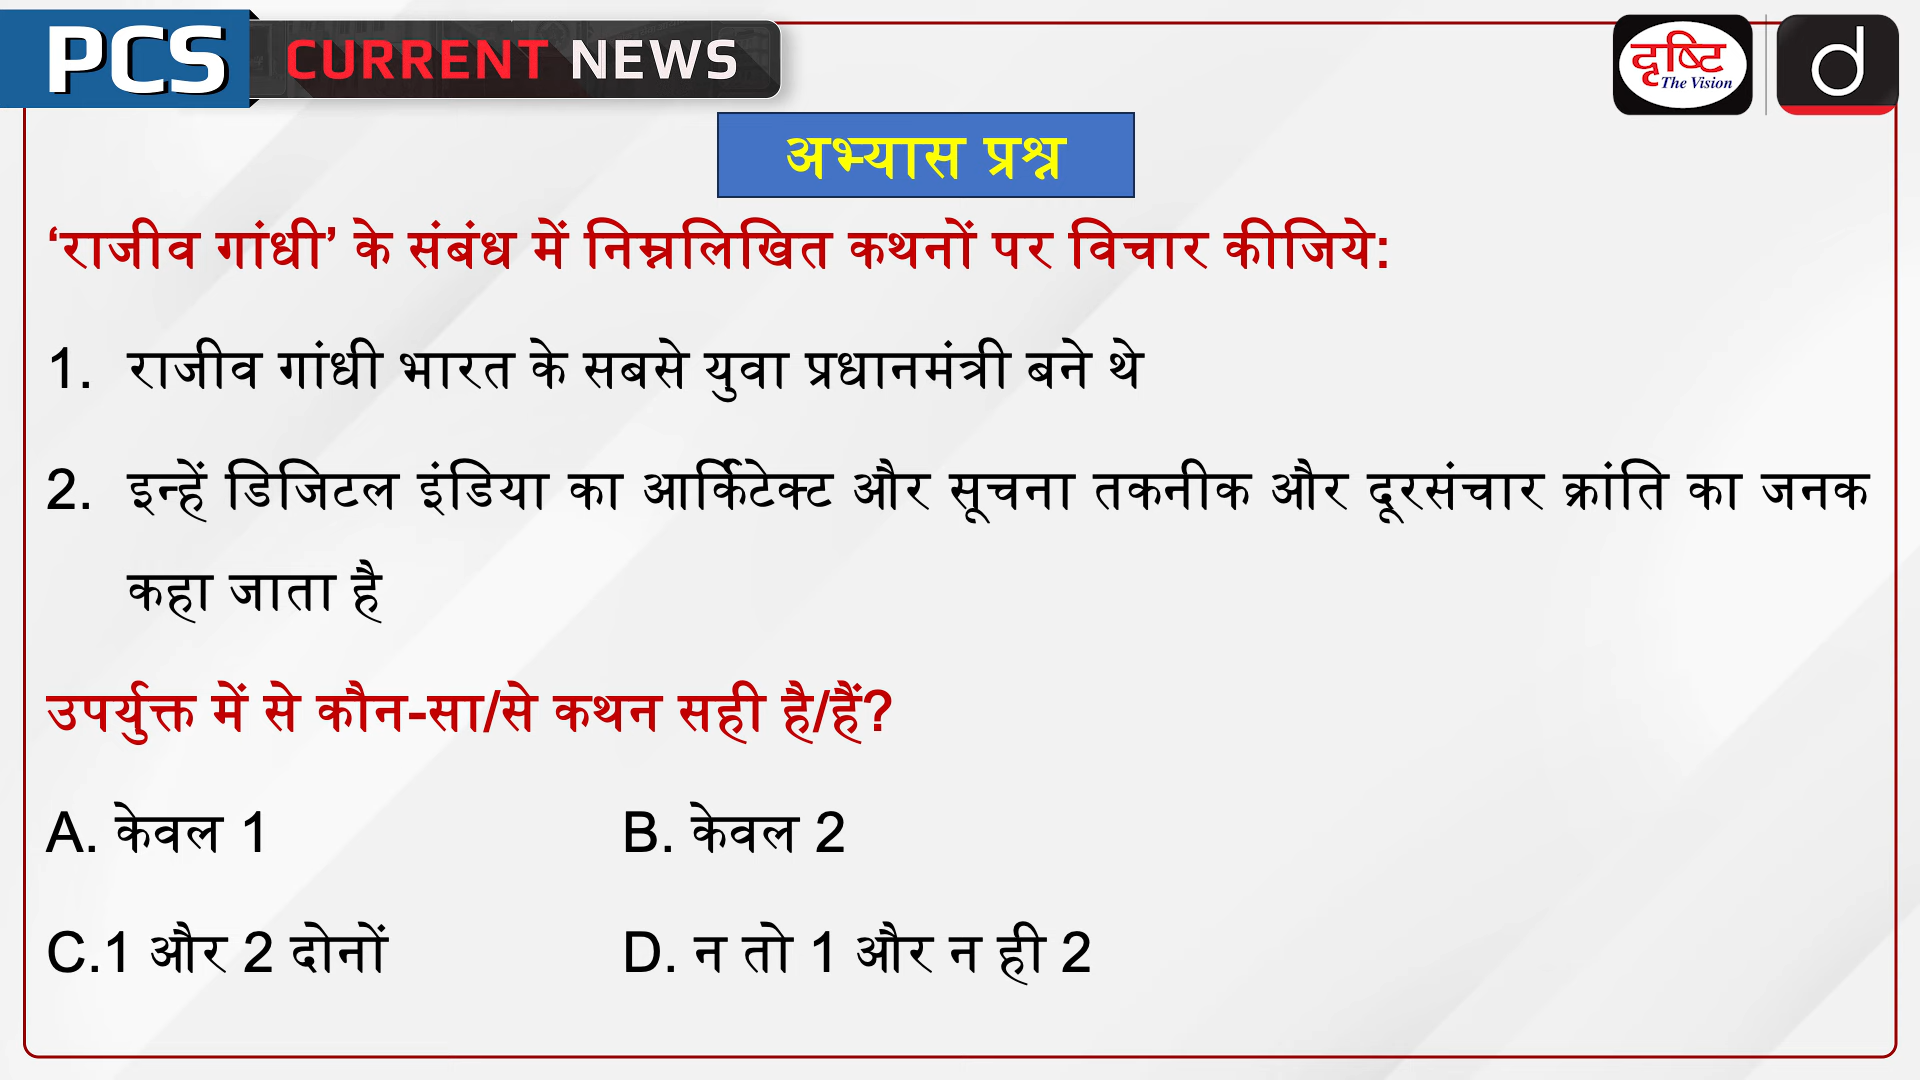 PCS CURRENT NEWS
दृष्टि
The Vision
d
अभ्यास प्रश्न
‘राजीव गांधी’ के संबंध में निम्नलिखित कथनों पर विचार कीजिये:
1. राजीव गांधी भारत के सबसे युवा प्रधानमंत्री बने थे
2. इन्हें डिजिटल इंडिया का आर्किटेक्ट और सूचना तकनीक और दूरसंचार क्रांति का जनक
कहा जाता है
उपर्युक्त में से कौन-सा/से कथन सही है/हैं?
A. केवल 1 B. केवल 2
C.1 और 2 दोनों D. न तो 1 और न ही 2